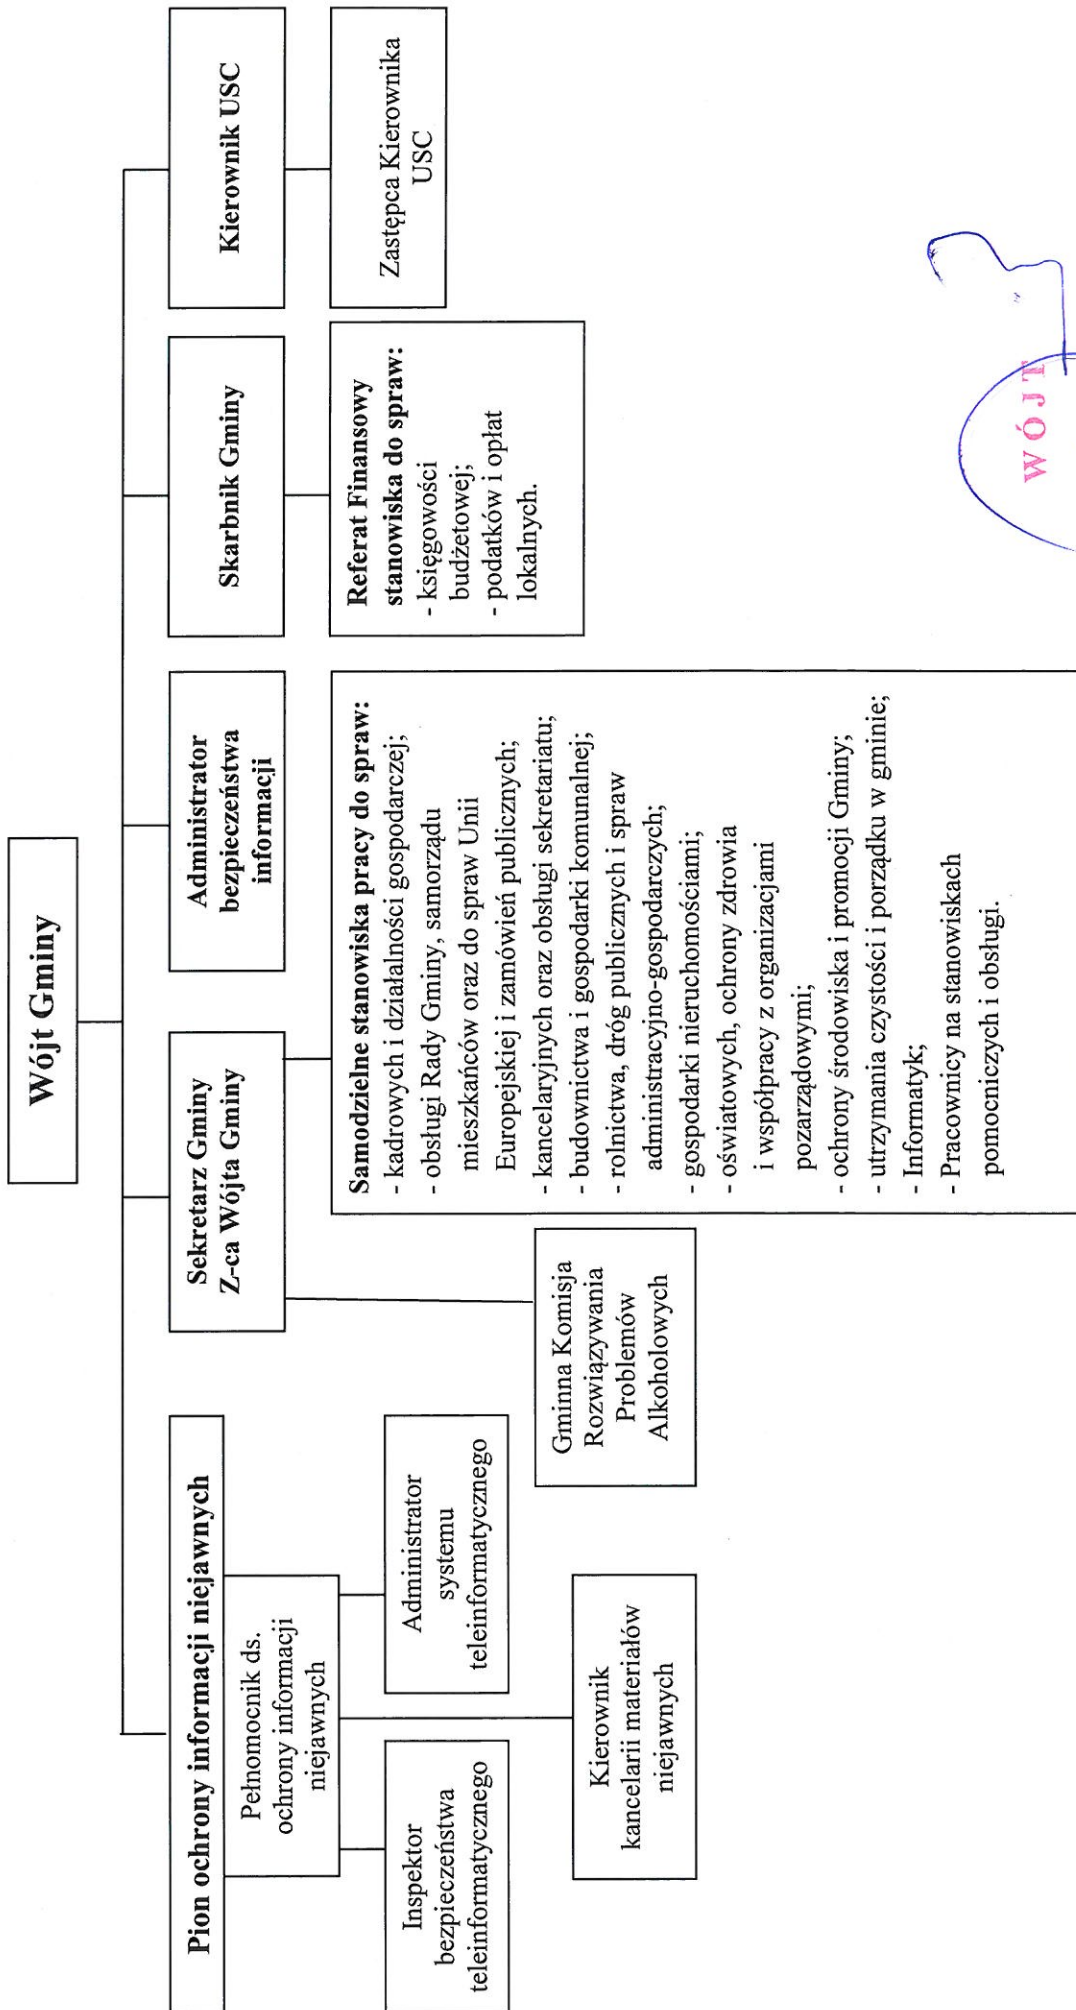 Wójt Gminy
Pion ochrony informacji niejawnych
Pełnomocnik ds.
ochrony informacji
niejawnych
Inspektor
bezpieczeństwa
teleinformatycznego
Administrator
systemu
teleinformatycznego
Kierownik
kancelarii materiałów
niejawnych
Sekretarz Gminy
Z-ca Wójta Gminy
Gminna Komisja
Rozwiązywania
Problemów
Alkoholowych
Samodzielne stanowiska pracy do spraw:
- kadrowych i działalności gospodarczej;
- obsługi Rady Gminy, samorządu
mieszkańców oraz do spraw Unii
Europejskiej i zamówień publicznych;
- kancelaryjnych oraz obsługi sekretariatu;
- budownictwa i gospodarki komunalnej;
- rolnictwa, dróg publicznych i spraw
administracyjno-gospodarczych;
- gospodarki nieruchomościami;
- oświatowych, ochrony zdrowia
i współpracy z organizacjami
pozarządowymi;
- ochrony środowiska i promocji Gminy;
- utrzymania czystości i porządku w gminie;
- Informatyk;
- Pracownicy na stanowiskach
pomocniczych i obsługi.
Administrator
bezpieczeństwa
informacji
Skarbnik Gminy
Referat Finansowy
stanowiska do spraw:
- księgowości
budżetowej;
- podatków i opłat
lokalnych.
Kierownik USC
Zastępca Kierownika
USC
WÓJT